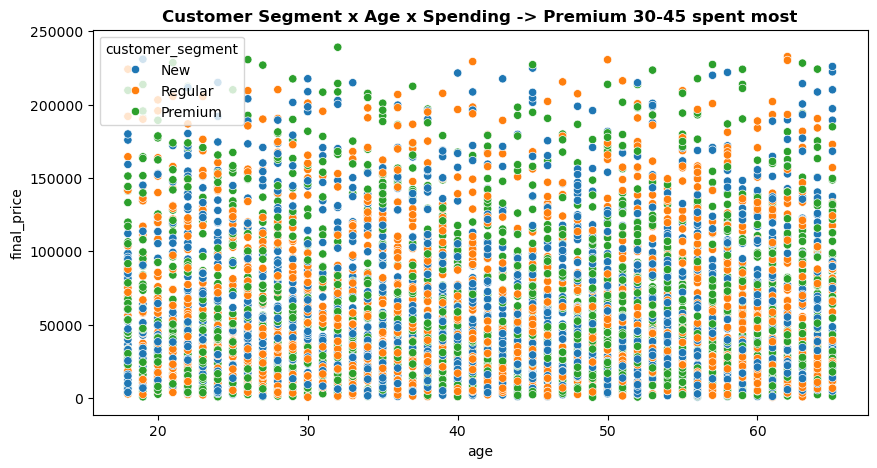 Customer Segment x Age x Spending -> Premium 30-45 spent most
250000
customer_segment
New
Regular
Premium
200000
150000
100000
50000
0
final_price
20
30
40
50
60
age